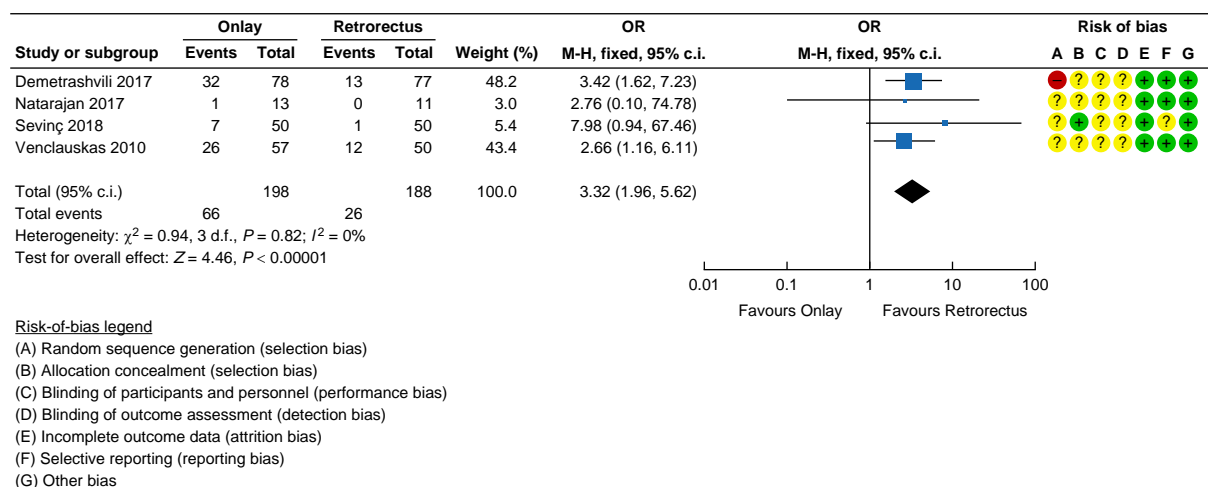 Onlay Retrorectus OR OR Risk of bias
Study or subgroup Events Total Events Total Weight (%) M-H, fixed, 95% c.i. M-H, fixed, 95% c.i. A B C D E F G
Demetrashvili 2017 32 78 13 77 48.2 3.42 (1.62, 7.23) – ? ? ? + + +
Natarajan 2017 1 13 0 11 3.0 2.76 (0.10, 74.78) ? ? ? ? + + +
Sevinç 2018 7 50 1 50 5.4 7.98 (0.94, 67.46) ? + ? ? + ? +
Venclauskas 2010 26 57 12 50 43.4 2.66 (1.16, 6.11) ? ? ? ? + + +
Total (95% c.i.) 198 188 100.0 3.32 (1.96, 5.62)
Total events 66 26
Heterogeneity: χ² = 0.94, 3 d.f., P = 0.82; I² = 0%
Test for overall effect: Z = 4.46, P < 0.00001
0.01 0.1 1 10 100
Favours Onlay Favours Retrorectus
Risk-of-bias legend
(A) Random sequence generation (selection bias)
(B) Allocation concealment (selection bias)
(C) Blinding of participants and personnel (performance bias)
(D) Blinding of outcome assessment (detection bias)
(E) Incomplete outcome data (attrition bias)
(F) Selective reporting (reporting bias)
(G) Other bias